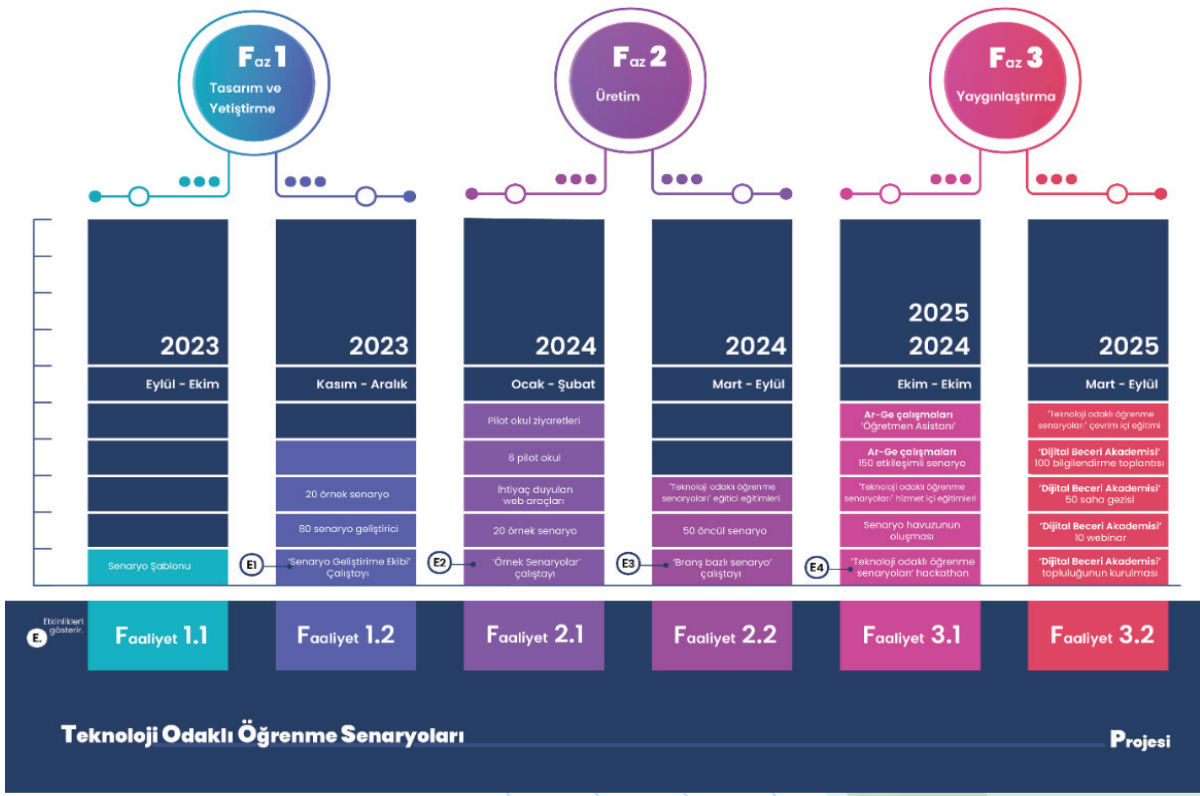 Faz 1
Tasarım ve
Yetiştirme
Faz 2
Üretim
Faz 3
Yaygınlaştırma
2023
Eylül - Ekim
Senaryo Şablonu
2023
Kasım - Aralık
20 örnek senaryo
80 senaryo geliştirici
E1
'Senaryo Geliştirime Ekibi'
Çalıştayı
2024
Ocak - Şubat
Pilot okul ziyaretleri
6 pilot okul
İhtiyaç duyulan
web araçları
20 örnek senaryo
E2
'Örnek Senaryolar'
çalıştayı
2024
Mart - Eylül
'Teknoloji odaklı öğrenme
senaryoları' eğitici eğitimleri
50 öncül senaryo
E3
'Branş bazlı senaryo'
çalıştayı
2025
2024
Ekim - Ekim
Ar-Ge çalışmaları
'Öğretmen Asistanı'
Ar-Ge çalışmaları
150 etkileşimli senaryo
'Teknoloji odaklı öğrenme
senaryoları' hizmet içi eğitimleri
Senaryo havuzunun
oluşması
E4
'Teknoloji odaklı öğrenme
senaryoları' hackathon
2025
Mart - Eylül
'Teknoloji odaklı öğrenme
senaryoları' çevrim içi eğitimi
'Dijital Beceri Akademisi'
100 bilgilendirme toplantısı
'Dijital Beceri Akademisi'
50 saha gezisi
'Dijital Beceri Akademisi'
10 webinar
'Dijital Beceri Akademisi'
topluluğunun kurulması
E. Etkinlikleri
gösterir.
Faaliyet 1.1
Faaliyet 1.2
Faaliyet 2.1
Faaliyet 2.2
Faaliyet 3.1
Faaliyet 3.2
Teknoloji Odaklı Öğrenme Senaryoları
Projesi